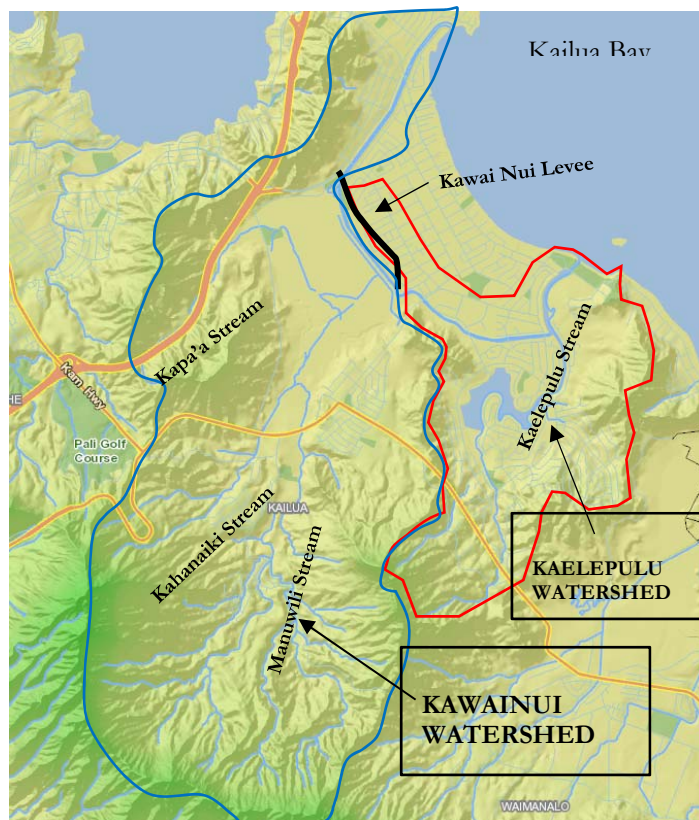 Kailua Bay
Kawai Nui Levee
Kapa'a Stream
Kaelepulu Stream
Kam Hwy
HE
Pali Golf
Course
KAILUA
Kahanaiki Stream
Manuwili Stream
KAELEPULU
WATERSHED
KAWAINUI
WATERSHED
WAIMANALO